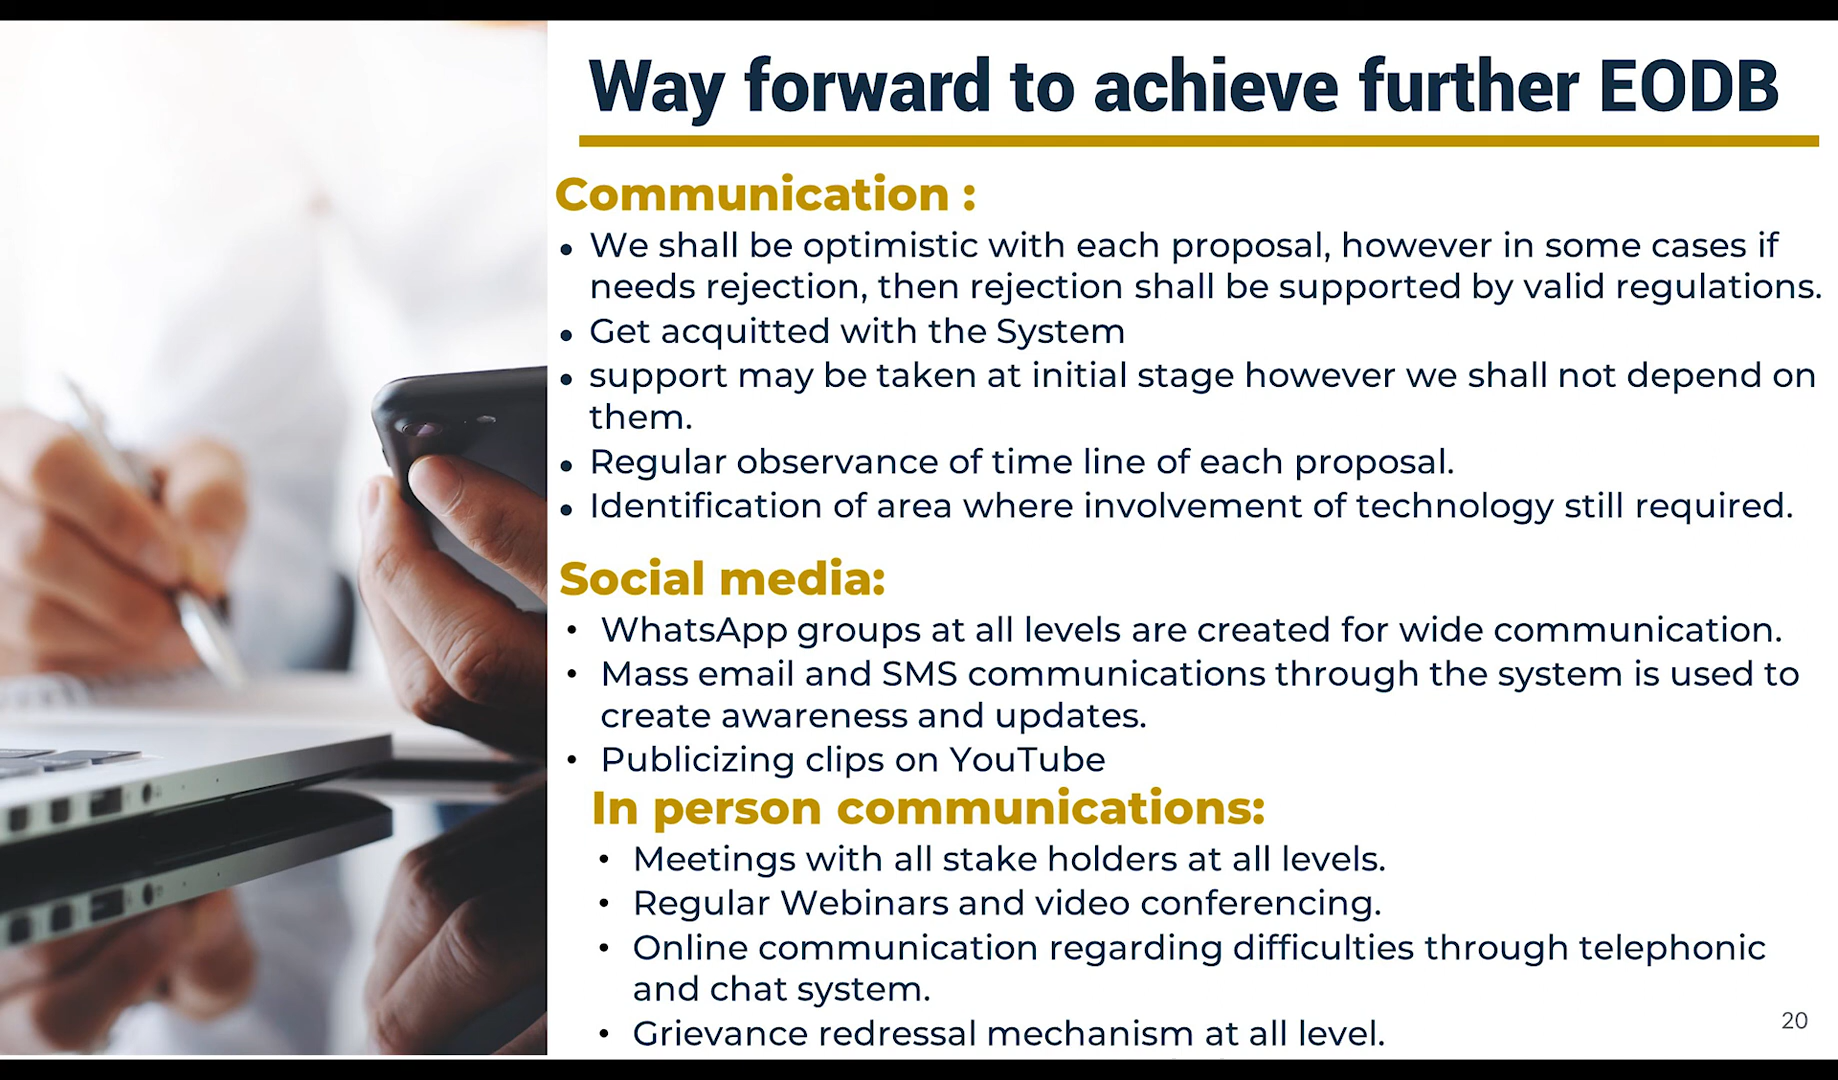 Way forward to achieve further EODB
Communication :
• We shall be optimistic with each proposal, however in some cases if
needs rejection, then rejection shall be supported by valid regulations.
• Get acquitted with the System
• support may be taken at initial stage however we shall not depend on
them.
• Regular observance of time line of each proposal.
• Identification of area where involvement of technology still required.
Social media:
• WhatsApp groups at all levels are created for wide communication.
• Mass email and SMS communications through the system is used to
create awareness and updates.
• Publicizing clips on YouTube
In person communications:
• Meetings with all stake holders at all levels.
• Regular Webinars and video conferencing.
• Online communication regarding difficulties through telephonic
and chat system.
• Grievance redressal mechanism at all level.
20